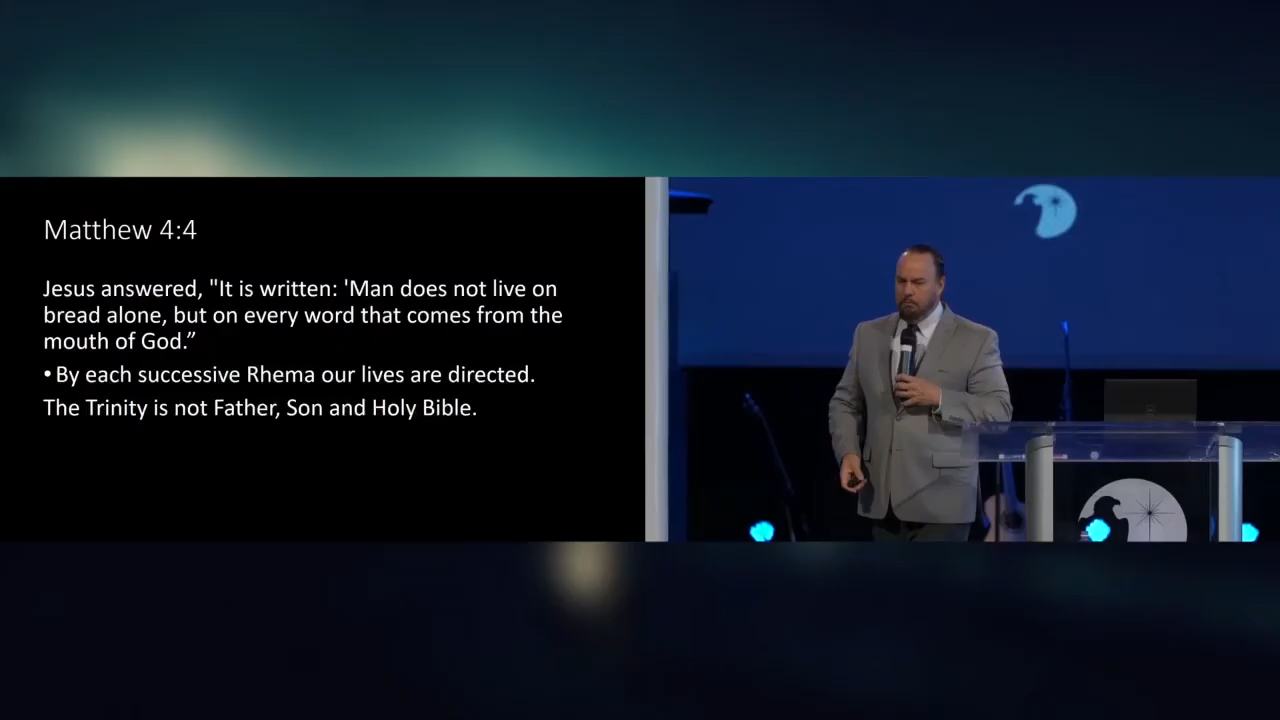 Matthew 4:4
Jesus answered, "It is written: 'Man does not live on
bread alone, but on every word that comes from the
mouth of God.”
• By each successive Rhema our lives are directed.
The Trinity is not Father, Son and Holy Bible.